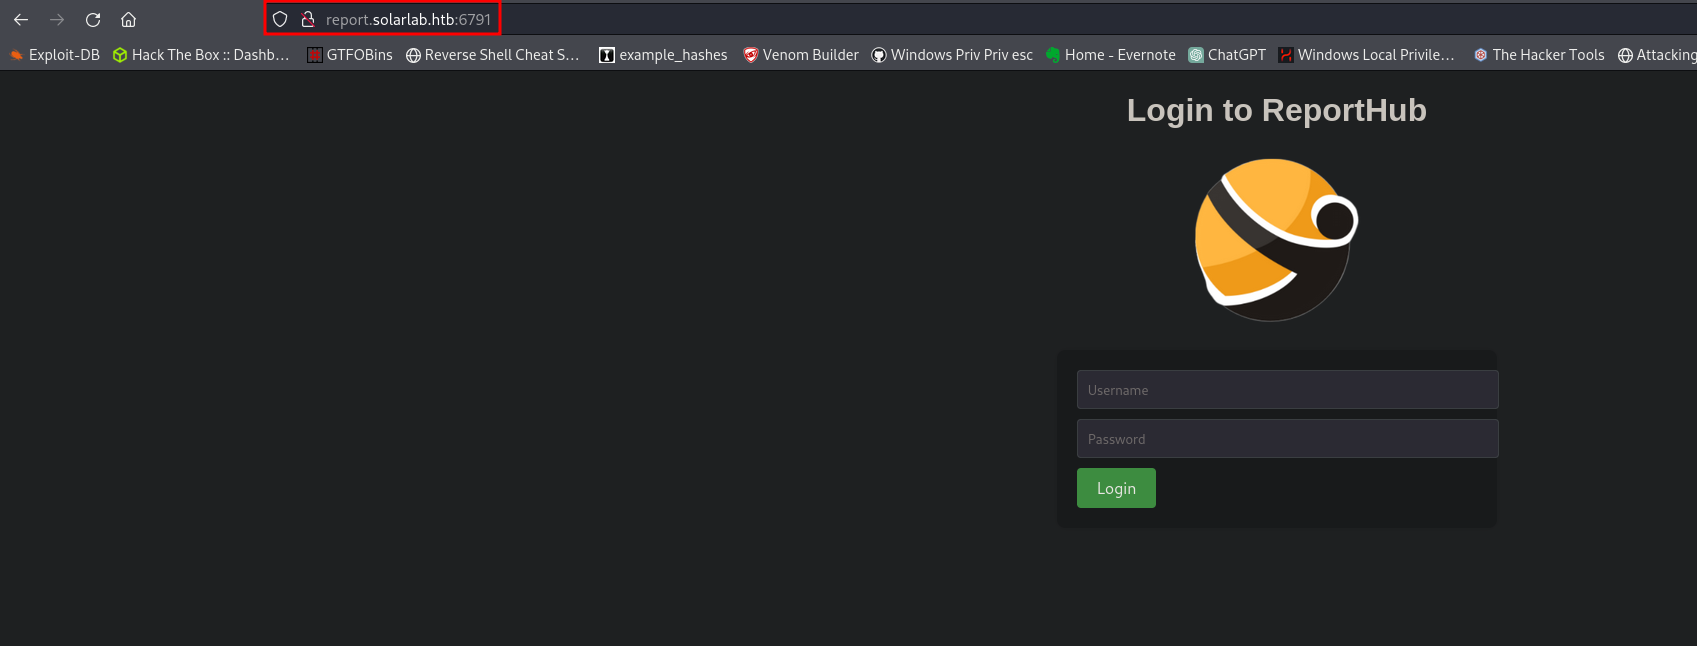 report.solarlab.htb:6791
Exploit-DB Hack The Box :: Dashb... GTFOBins Reverse Shell Cheat S... example_hashes Venom Builder Windows Priv Priv esc Home - Evernote ChatGPT Windows Local Privile... The Hacker Tools Attacking
Login to ReportHub
Username
Password
Login